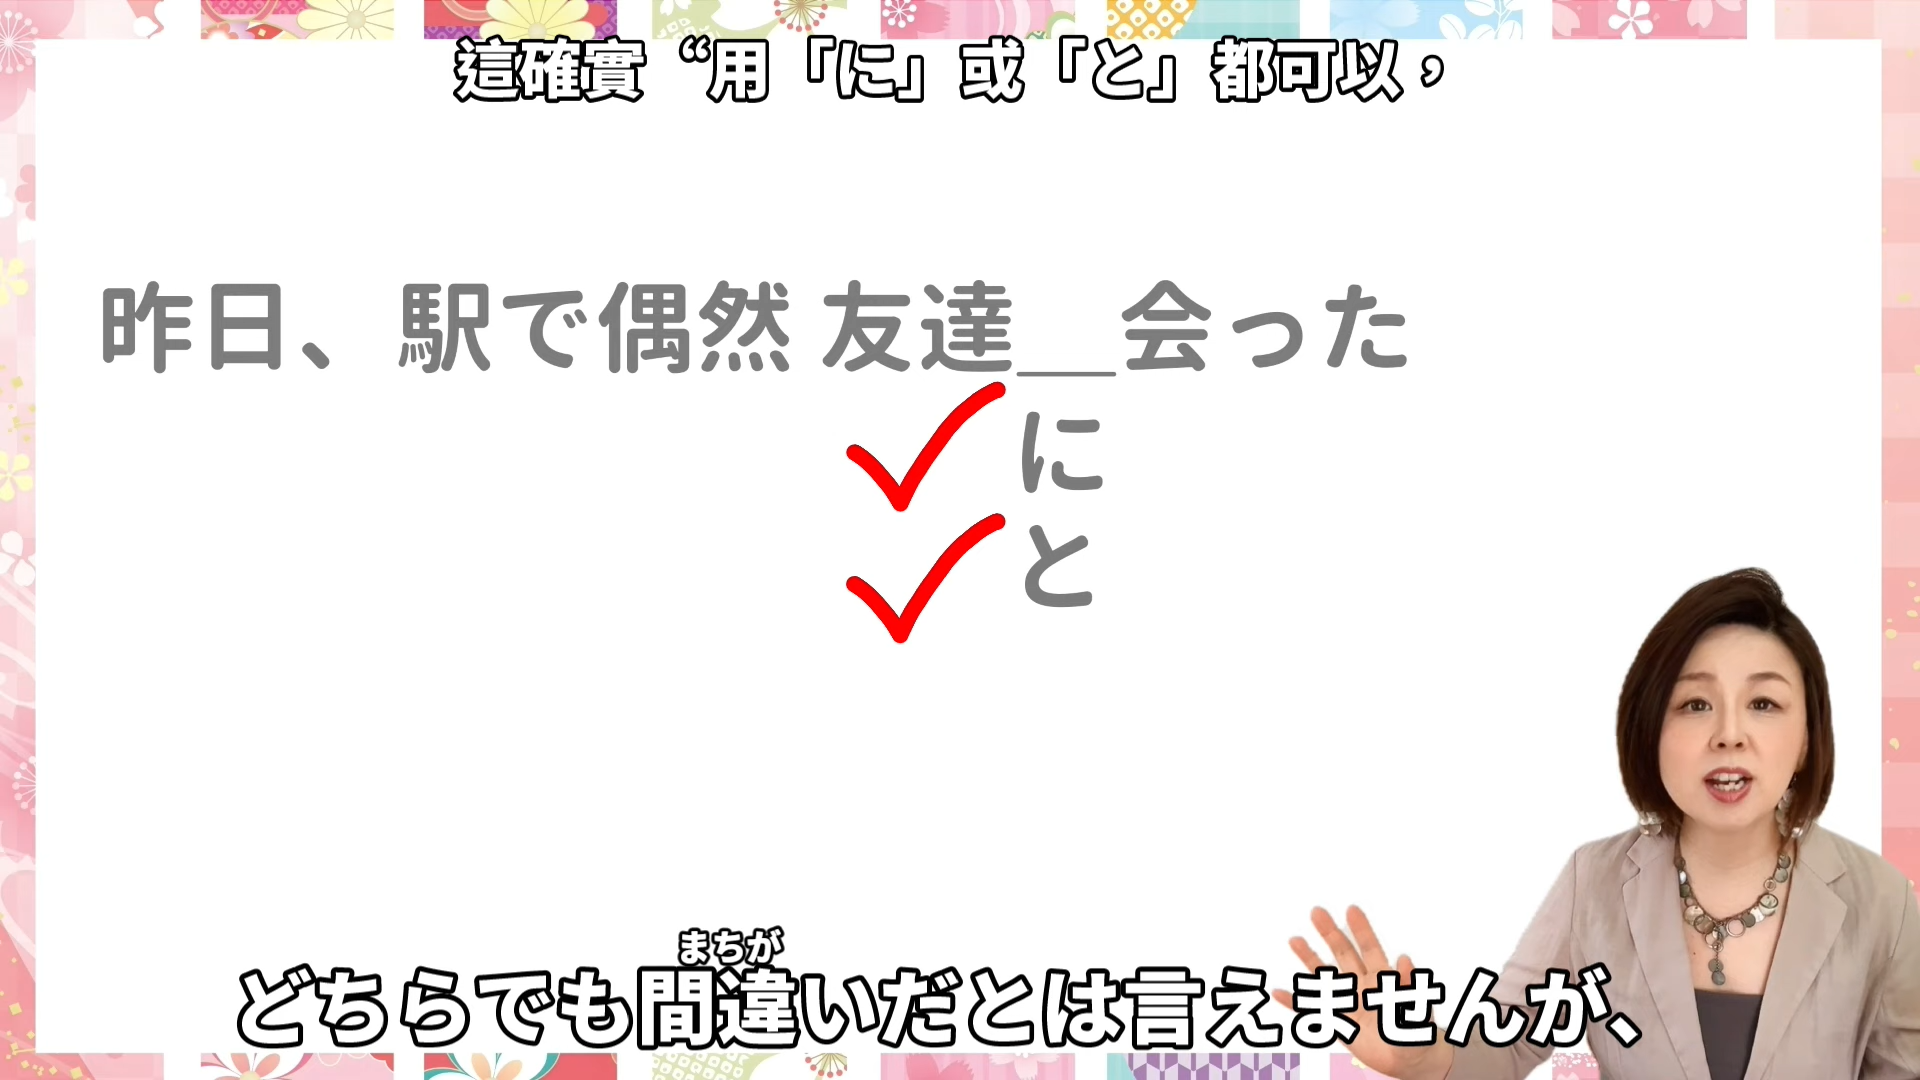 這確實“用「に」或「と」都可以，
昨日、駅で偶然 友達__会った
に
と
まちが
どちらでも間違いだとは言えませんが、